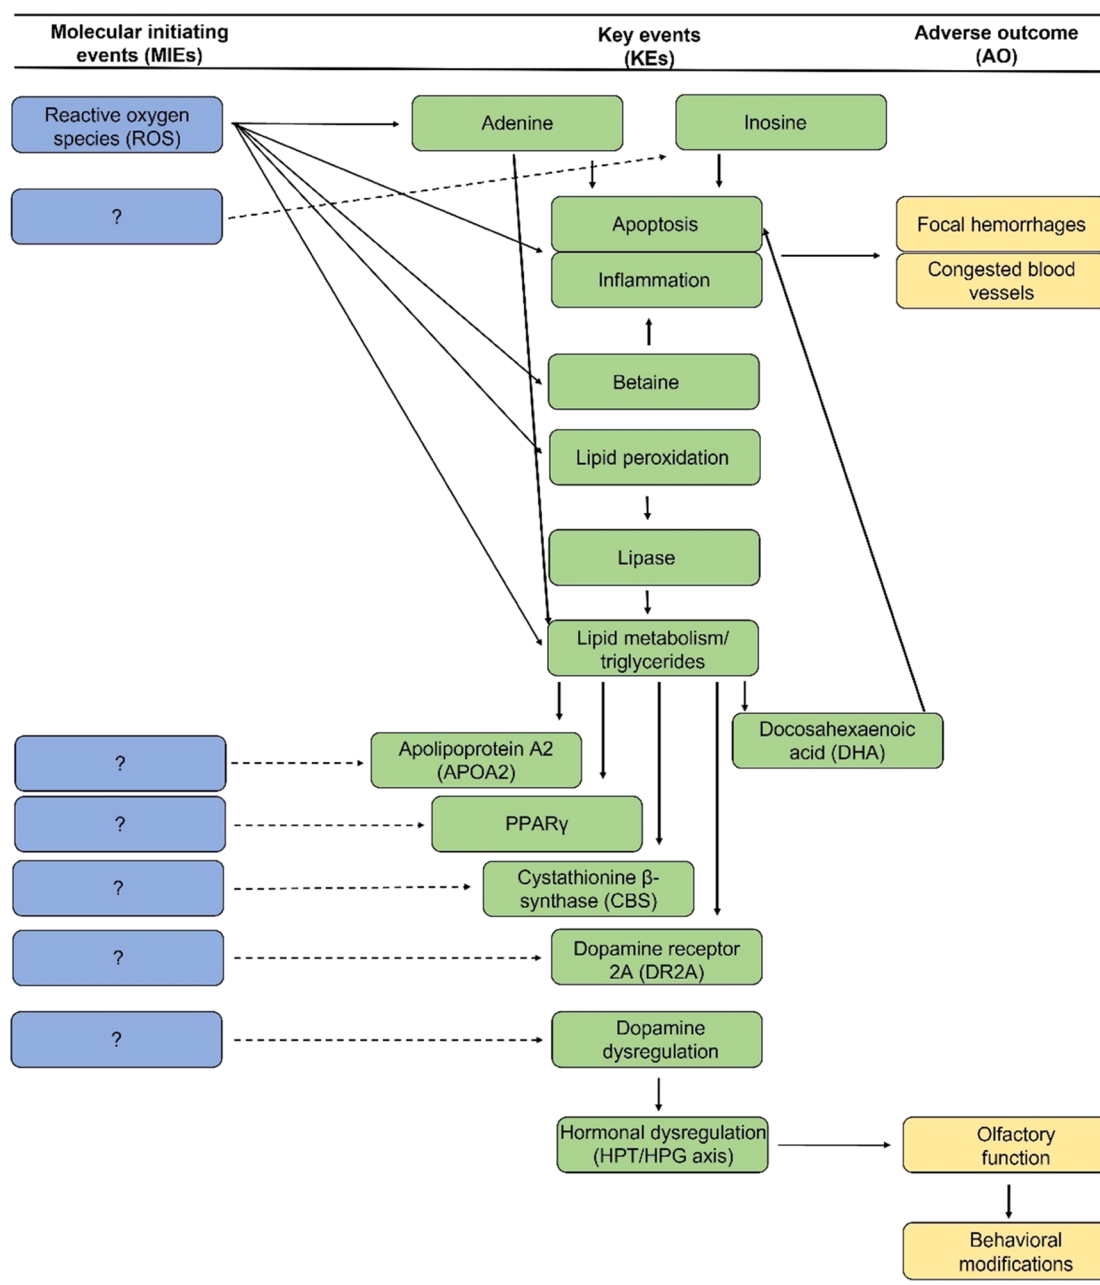 Molecular initiating
events (MIEs)
Key events
(KEs)
Adverse outcome
(AO)
Reactive oxygen
species (ROS)
Adenine
Inosine
?
Apoptosis
Focal hemorrhages
Inflammation
Congested blood
vessels
Betaine
Lipid peroxidation
Lipase
Lipid metabolism/
triglycerides
Docosahexaenoic
acid (DHA)
?
Apolipoprotein A2
(APOA2)
?
PPARγ
?
Cystathionine β-
synthase (CBS)
?
Dopamine receptor
2A (DR2A)
?
Dopamine
dysregulation
Hormonal dysregulation
(HPT/HPG axis)
Olfactory
function
Behavioral
modifications